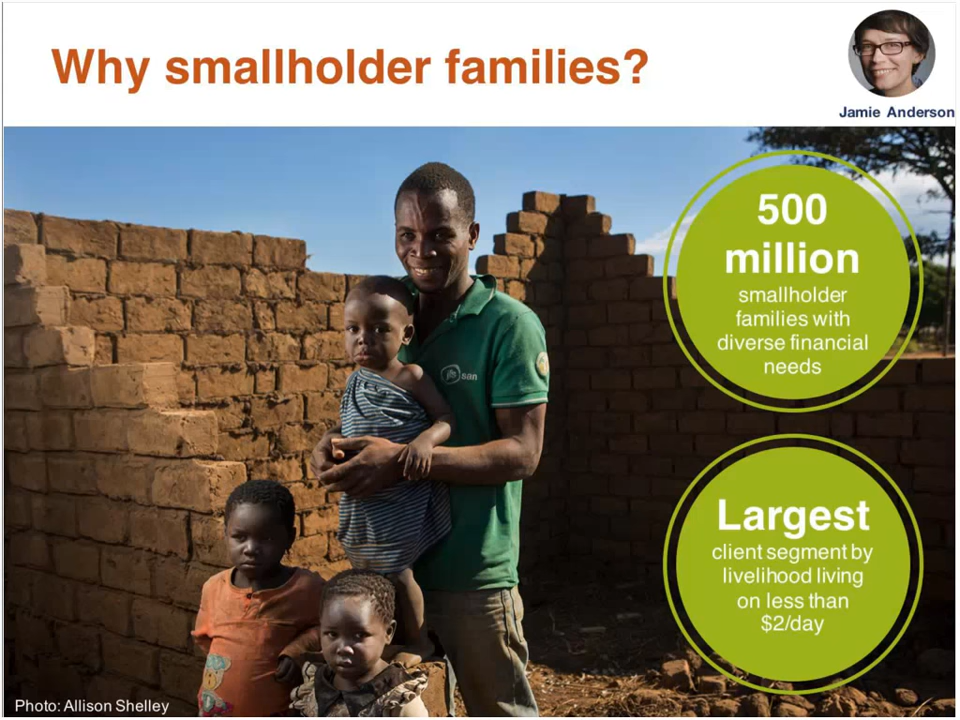 Why smallholder families?
Jamie Anderson
500
million
smallholder
families with
diverse financial
needs
san
Largest
client segment by
livelihood living
on less than
$2/day
Photo: Allison Shelley